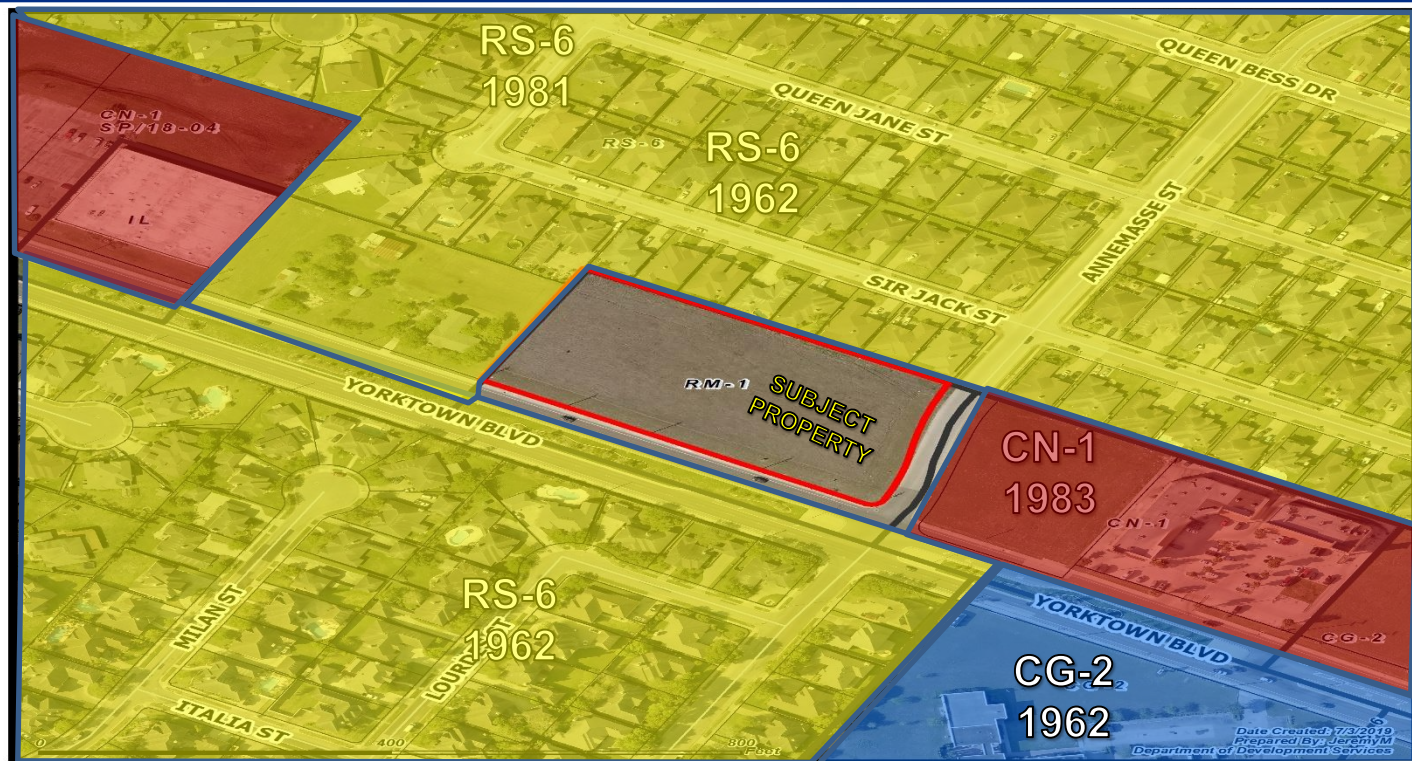 RS-6
1981
QUEEN BESS DR
QUEEN JANE ST
CN-1
SP/18-04
RS-6
RS-6
1962
IL
ANNEMASSE ST
SIR JACK ST
RM-1
SUBJECT
PROPERTY
YORKTOWN BLVD
CN-1
1983
CN-1
RS-6
1962
MILAN ST
YORKTOWN BLVD
CG-2
CG-2
1962
ITALIA ST
0
400
800
Feet
Date Created: 7/3/2019
Prepared By: JeremyM
Department of Development Services